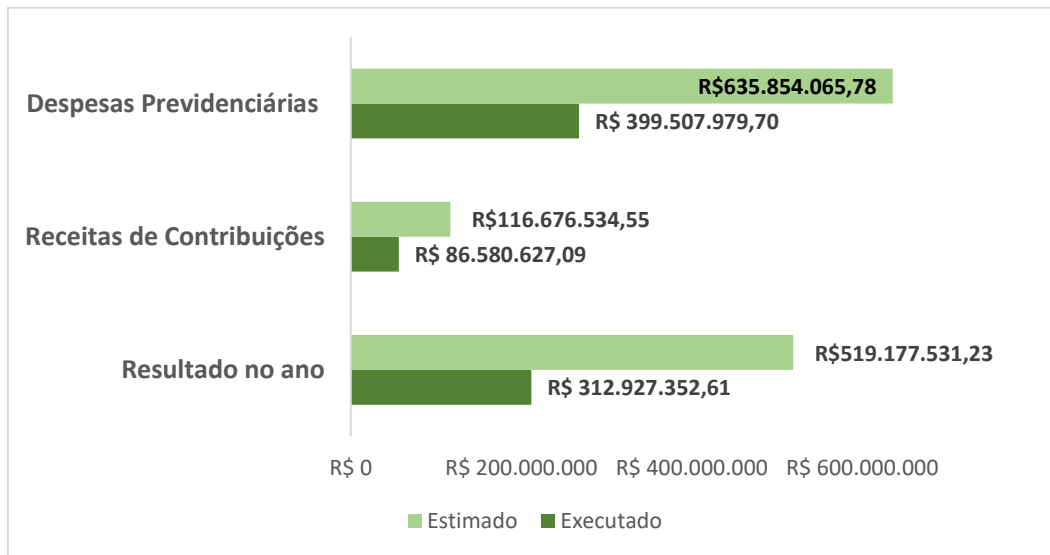 Despesas Previdenciárias
R$635.854.065,78
R$ 399.507.979,70
Receitas de Contribuições
R$116.676.534,55
R$ 86.580.627,09
Resultado no ano
R$519.177.531,23
R$ 312.927.352,61
R$ 0 R$ 200.000.000 R$ 400.000.000 R$ 600.000.000
Estimado Executado